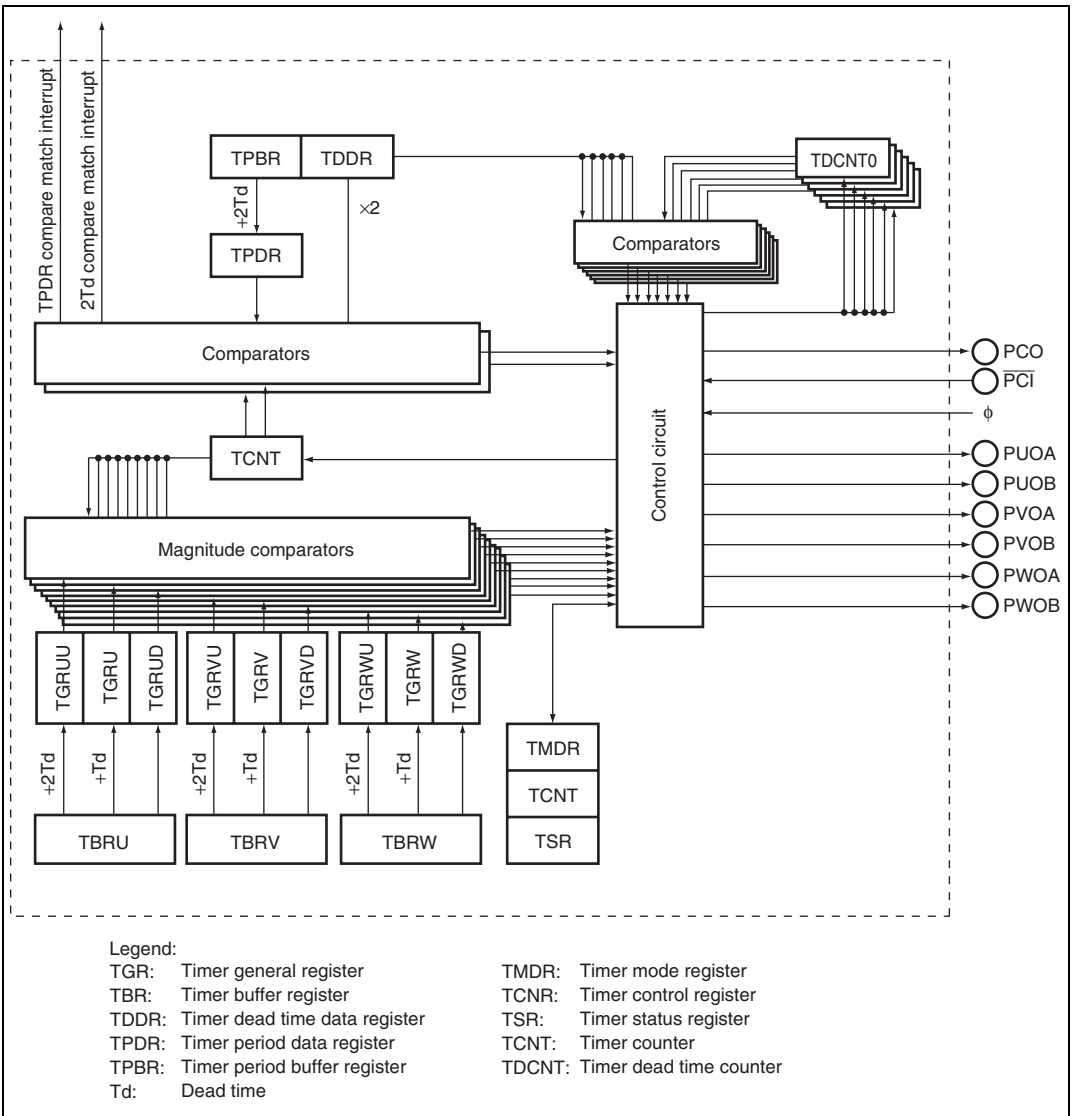 TPDR compare match interrupt
2Td compare match interrupt
TPBR
TDDR
TDCNT0
+2Td
×2
TPDR
Comparators
Comparators
PCO
PCI
ϕ
TCNT
Control circuit
PUOA
PUOB
PVOA
PVOB
PWOA
PWOB
Magnitude comparators
TGRUU
TGRU
TGRUD
TGRVU
TGRV
TGRVD
TGRWU
TGRW
TGRWD
+2Td
+Td
+2Td
+Td
+2Td
+Td
TBRU
TBRV
TBRW
TMDR
TCNT
TSR
Legend:
TGR: Timer general register
TBR: Timer buffer register
TDDR: Timer dead time data register
TPDR: Timer period data register
TPBR: Timer period buffer register
Td: Dead time
TMDR: Timer mode register
TCNR: Timer control register
TSR: Timer status register
TCNT: Timer counter
TDCNT: Timer dead time counter